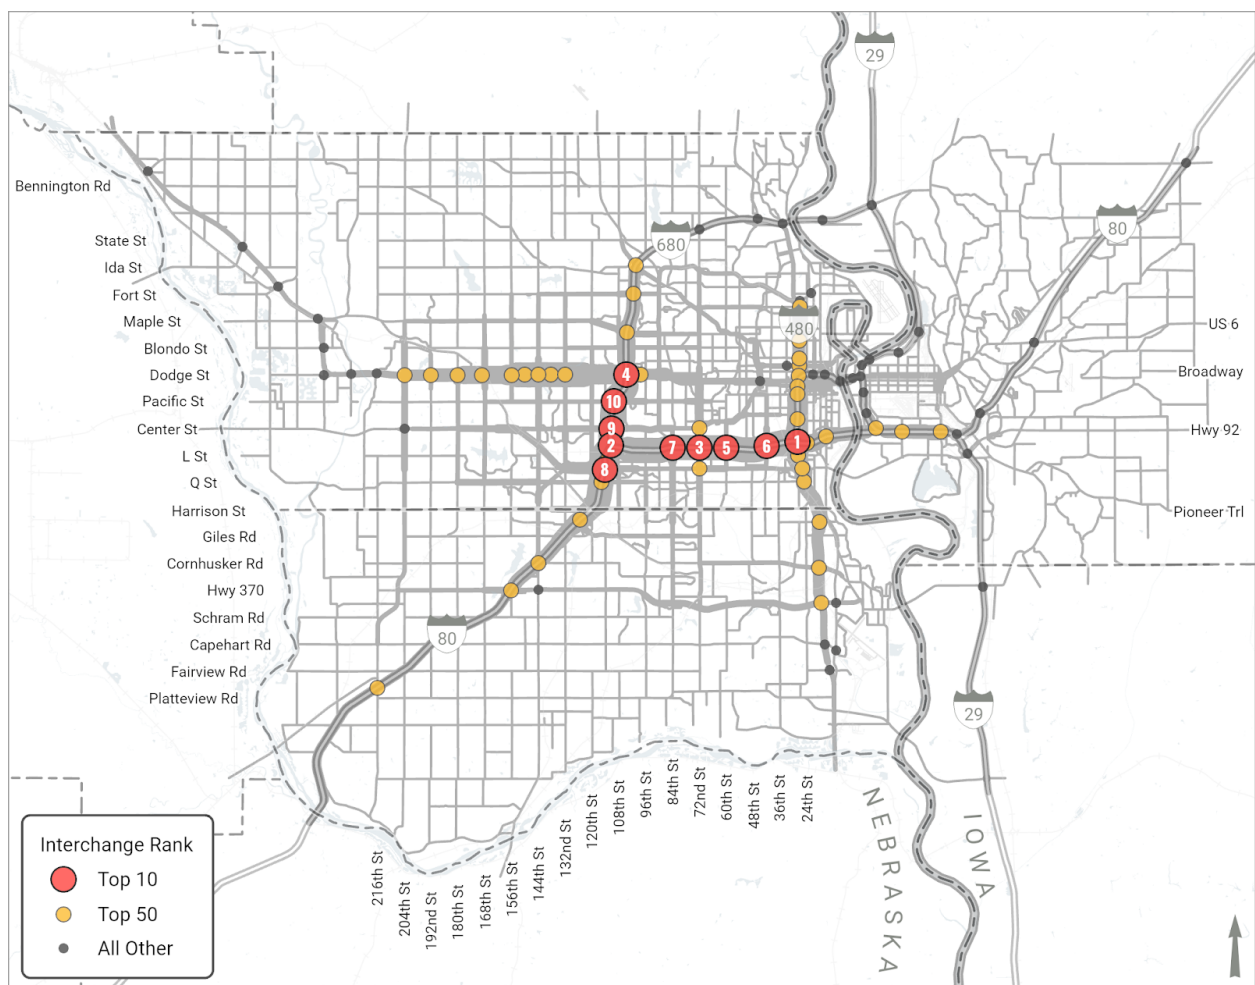 29
Bennington Rd
80
State St
680
Ida St
Fort St
Maple St
480
US 6
Blondo St
Dodge St
4
Broadway
Pacific St
10
Center St
9
Hwy 92
2
7
3
5
6
1
L St
8
Q St
Harrison St
Pioneer Trl
Giles Rd
Cornhusker Rd
Hwy 370
Schram Rd
80
Capehart Rd
Fairview Rd
Platteview Rd
29
216th St
204th St
192nd St
180th St
168th St
156th St
144th St
132nd St
120th St
108th St
96th St
84th St
72nd St
60th St
48th St
36th St
24th St
NEBRASKA
IOWA
Interchange Rank
Top 10
Top 50
All Other